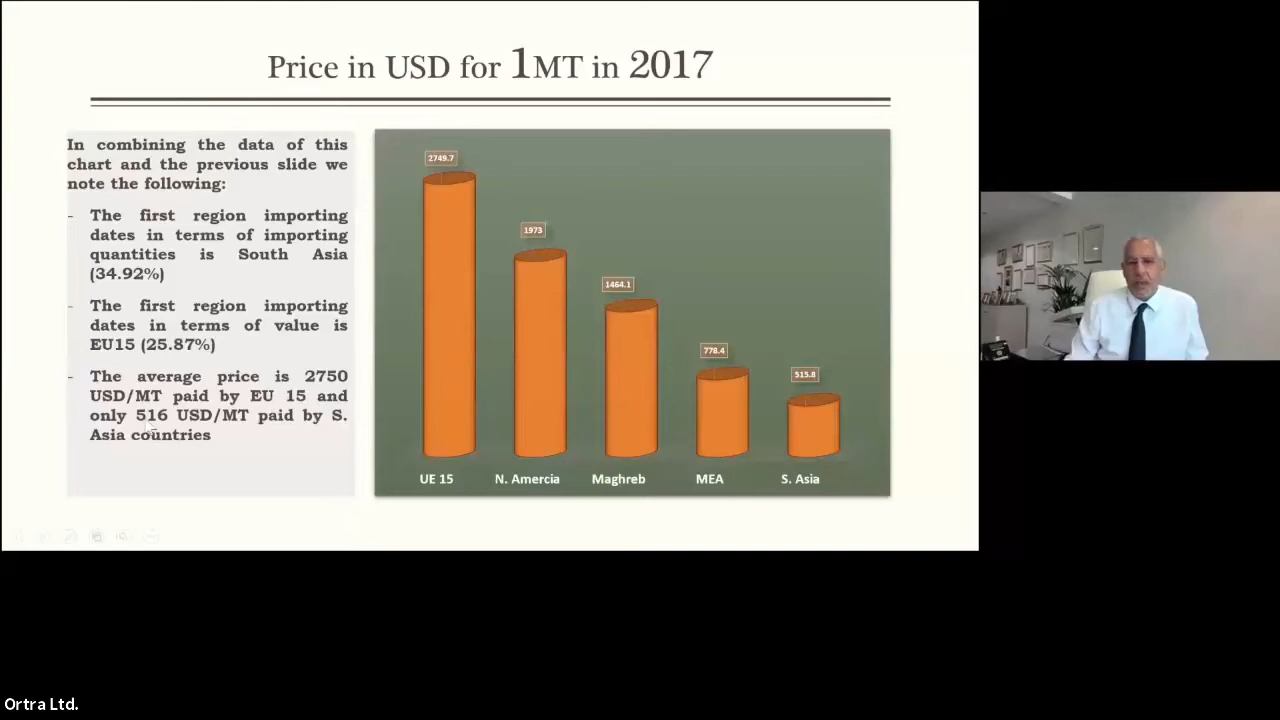 Price in USD for 1MT in 2017
In combining the data of this
chart and the previous slide we
note the following:
- The first region importing
dates in terms of importing
quantities is South Asia
(34.92%)
- The first region importing
dates in terms of value is
EU15 (25.87%)
- The average price is 2750
USD/MT paid by EU 15 and
only 516 USD/MT paid by S.
Asia countries
2749.7
1973
1464.1
778.4
515.8
UE 15 N. Amercia Maghreb MEA S. Asia
Ortra Ltd.